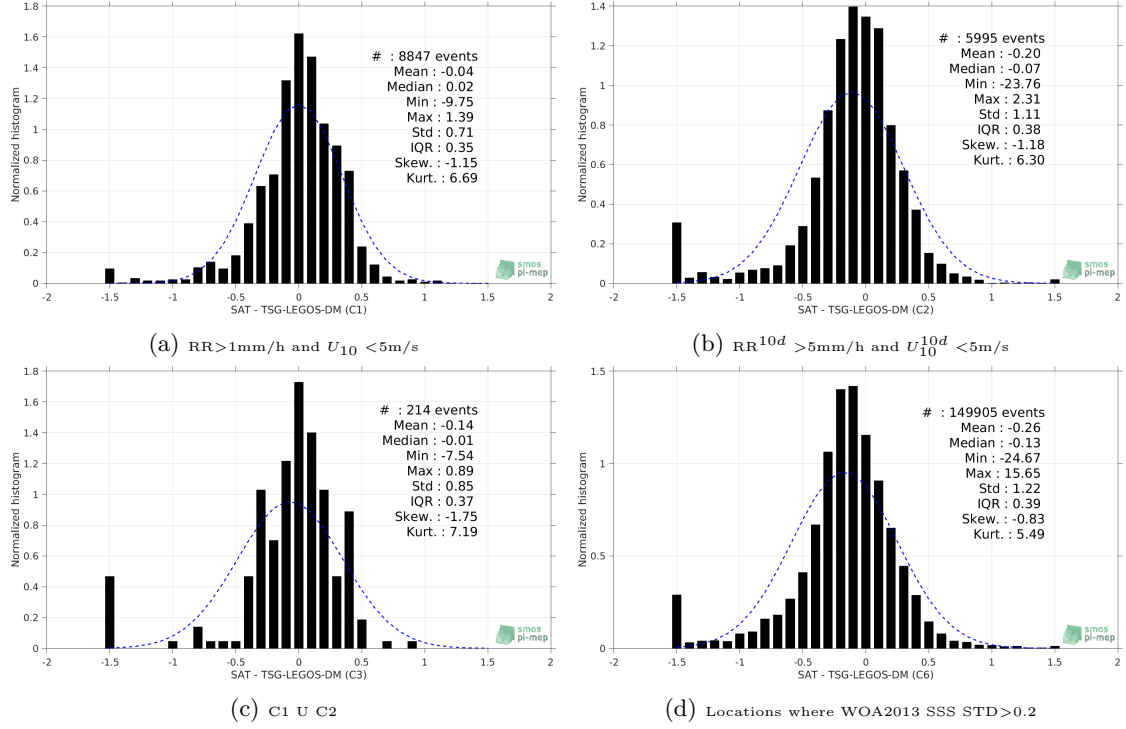 1.8
1.6
1.4
1.2
1
0.8
0.6
0.4
0.2
0
Normalized histogram
# : 8847 events
Mean : -0.04
Median : 0.02
Min : -9.75
Max : 1.39
Std : 0.71
IQR : 0.35
Skew. : -1.15
Kurt. : 6.69
smos
pi-mep
-2 -1.5 -1 -0.5 0 0.5 1 1.5 2
SAT - TSG-LEGOS-DM (C1)
(a) RR>1mm/h and U10 <5m/s
1.4
1.2
1
0.8
0.6
0.4
0.2
0
Normalized histogram
# : 5995 events
Mean : -0.20
Median : -0.07
Min : -23.76
Max : 2.31
Std : 1.11
IQR : 0.38
Skew. : -1.18
Kurt. : 6.30
smos
pi-mep
-2 -1.5 -1 -0.5 0 0.5 1 1.5 2
SAT - TSG-LEGOS-DM (C2)
(b) RR10d >5mm/h and U10d10 <5m/s
1.8
1.6
1.4
1.2
1
0.8
0.6
0.4
0.2
0
Normalized histogram
# : 214 events
Mean : -0.14
Median : -0.01
Min : -7.54
Max : 0.89
Std : 0.85
IQR : 0.37
Skew. : -1.75
Kurt. : 7.19
smos
pi-mep
-2 -1.5 -1 -0.5 0 0.5 1 1.5 2
SAT - TSG-LEGOS-DM (C3)
(c) C1 U C2
1.5
1
0.5
0
Normalized histogram
# : 149905 events
Mean : -0.26
Median : -0.13
Min : -24.67
Max : 15.65
Std : 1.22
IQR : 0.39
Skew. : -0.83
Kurt. : 5.49
smos
pi-mep
-2 -1.5 -1 -0.5 0 0.5 1 1.5 2
SAT - TSG-LEGOS-DM (C6)
(d) Locations where WOA2013 SSS STD>0.2